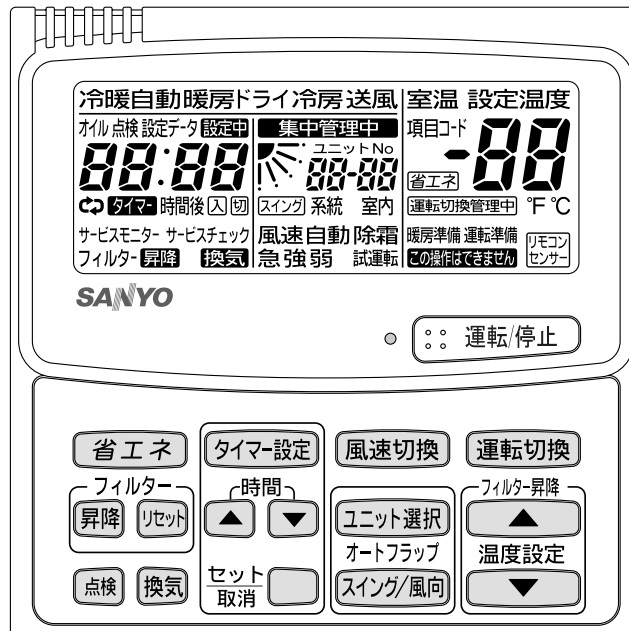 冷暖自動暖房ドライ冷房送風 室温 設定温度
オイル 点検 設定データ 設定中 集中管理中 項目コード
ユニットNo
88:88 88-88 -88
省エネ
タイマー 時間後 入 切 スイング 系統 室内 運転切換管理中 °F °C
サービスモニター サービスチェック 風速自動 除霜 暖房準備 運転準備 リモコン
フィルター 昇降 換気 急強弱 試運転 この操作はできません センサー
SANYO
運転/停止
省エネ タイマー設定 風速切換 運転切換
フィルター 時間 フィルター昇降
昇降 リセット ▲ ▼ ユニット選択 ▲
オートフラップ 温度設定
点検 換気 セット スイング/風向 ▼
取消